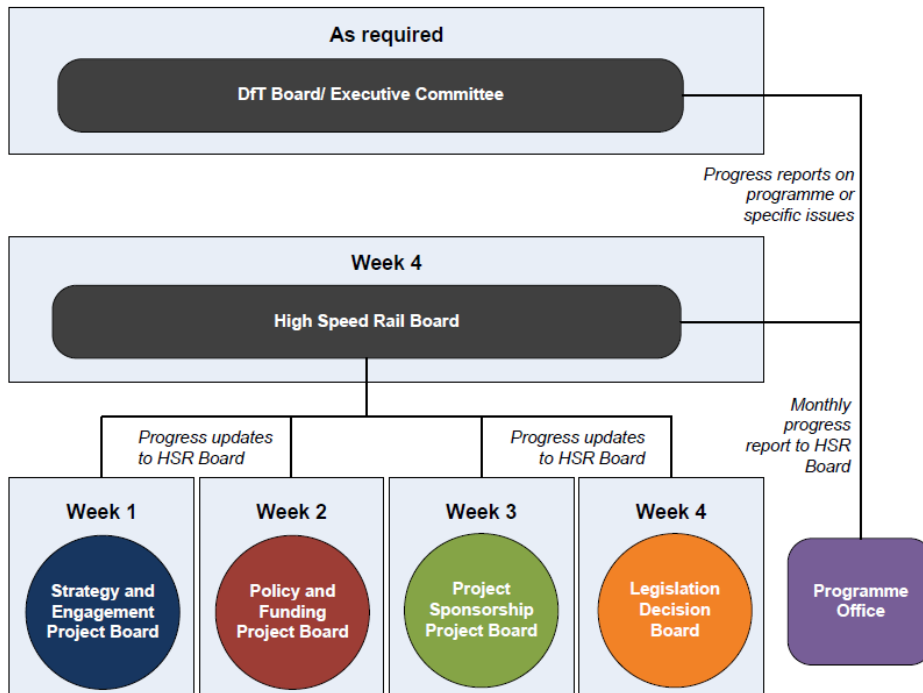 As required
DfT Board/ Executive Committee
Progress reports on
programme or
specific issues
Week 4
High Speed Rail Board
Progress updates
to HSR Board
Progress updates
to HSR Board
Monthly
progress
report to HSR
Board
Week 1
Strategy and
Engagement
Project Board
Week 2
Policy and
Funding
Project Board
Week 3
Project
Sponsorship
Project Board
Week 4
Legislation
Decision
Board
Programme
Office